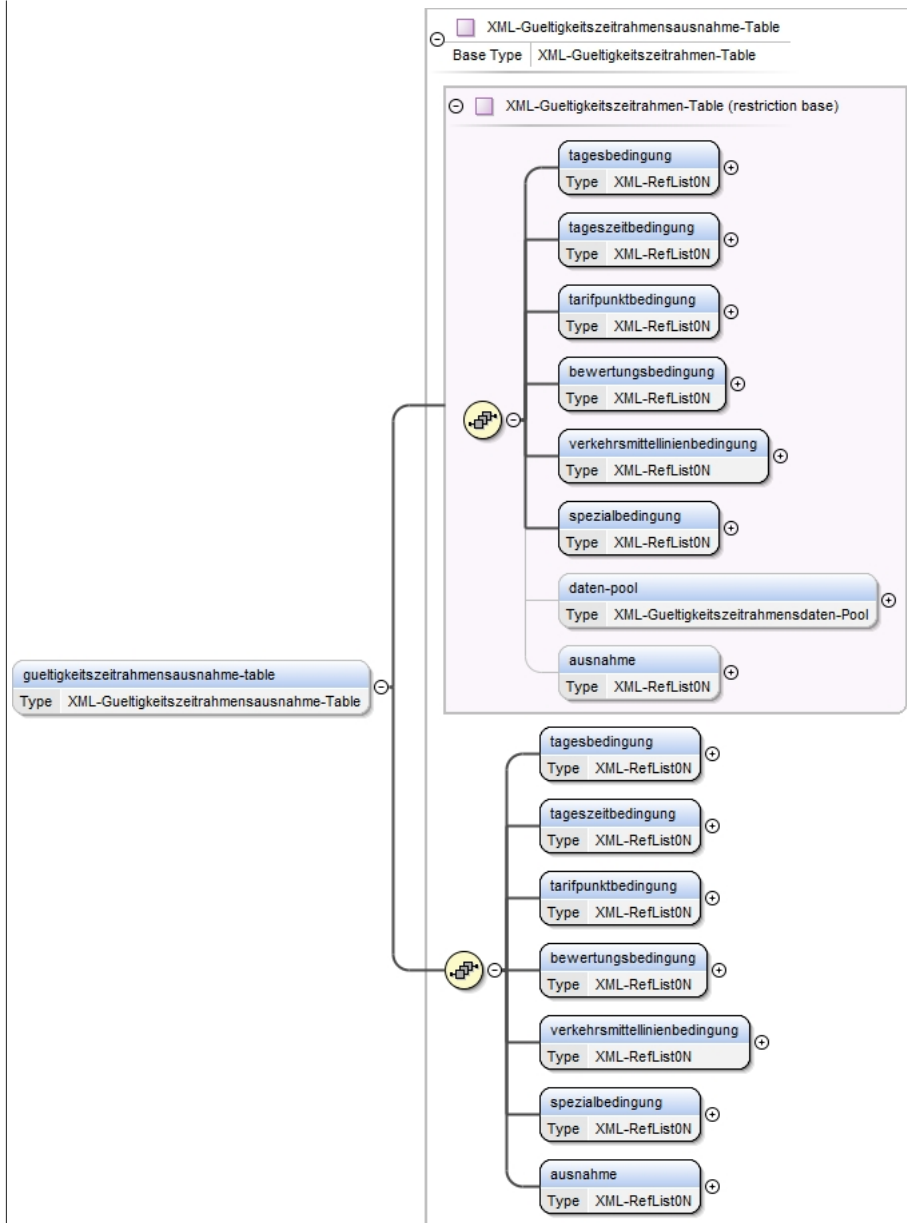 XML-Gueltigkeitszeitrahmensausnahme-Table
Base Type XML-Gueltigkeitszeitrahmen-Table
XML-Gueltigkeitszeitrahmen-Table (restriction base)
tagesbedingung
Type XML-RefList0N
tageszeitbedingung
Type XML-RefList0N
tarifpunktbedingung
Type XML-RefList0N
bewertungsbedingung
Type XML-RefList0N
verkehrsmittellinienbedingung
Type XML-RefList0N
spezialbedingung
Type XML-RefList0N
daten-pool
Type XML-Gueltigkeitszeitrahmensdaten-Pool
ausnahme
Type XML-RefList0N
gueltigkeitszeitrahmensausnahme-table
Type XML-Gueltigkeitszeitrahmensausnahme-Table
tagesbedingung
Type XML-RefList0N
tageszeitbedingung
Type XML-RefList0N
tarifpunktbedingung
Type XML-RefList0N
bewertungsbedingung
Type XML-RefList0N
verkehrsmittellinienbedingung
Type XML-RefList0N
spezialbedingung
Type XML-RefList0N
ausnahme
Type XML-RefList0N